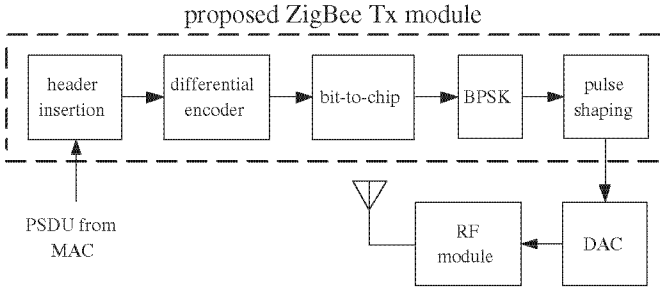 proposed ZigBee Tx module
header
insertion
differential
encoder
bit-to-chip
BPSK
pulse
shaping
PSDU from
MAC
RF
module
DAC